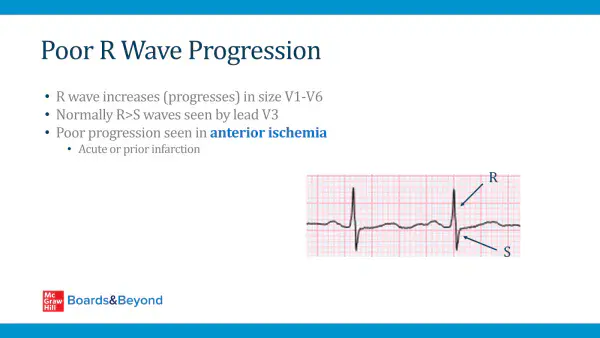 Poor R Wave Progression
• R wave increases (progresses) in size V1-V6
• Normally R>S waves seen by lead V3
• Poor progression seen in anterior ischemia
• Acute or prior infarction
R
S
Mc
Graw
Hill
Boards&Beyond